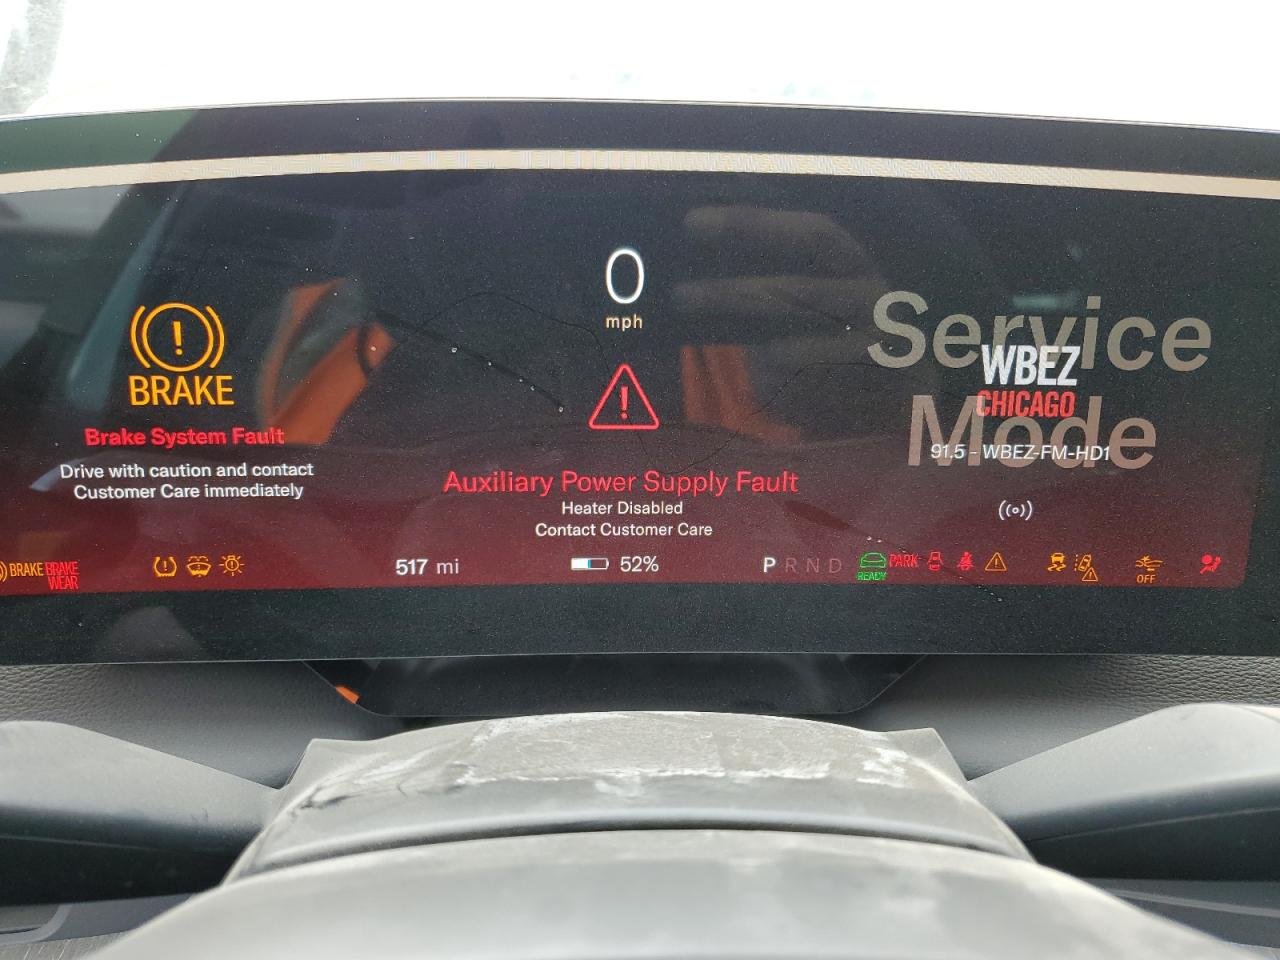 0
mph
BRAKE
Brake System Fault
Drive with caution and contact
Customer Care immediately
Auxiliary Power Supply Fault
Heater Disabled
Contact Customer Care
Service
Mode
WBEZ
CHICAGO
91.5 - WBEZ-FM-HD1
BRAKE BRAKE
WEAR
517 mi
52%
P R N D
READY
PARK
OFF